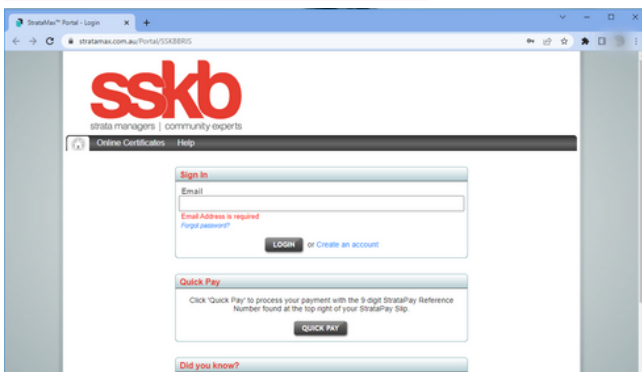 StrataMax™ Portal - Login
stratamax.com.au/Portal/SSKBBRIS
sskb
strata managers | community experts
Online Certificates Help
Sign In
Email
Email Address is required
Forgot password?
LOGIN or Create an account
Quick Pay
Click 'Quick Pay' to process your payment with the 9 digit StrataPay Reference
Number found at the top right of your StrataPay Slip.
QUICK PAY
Did you know?